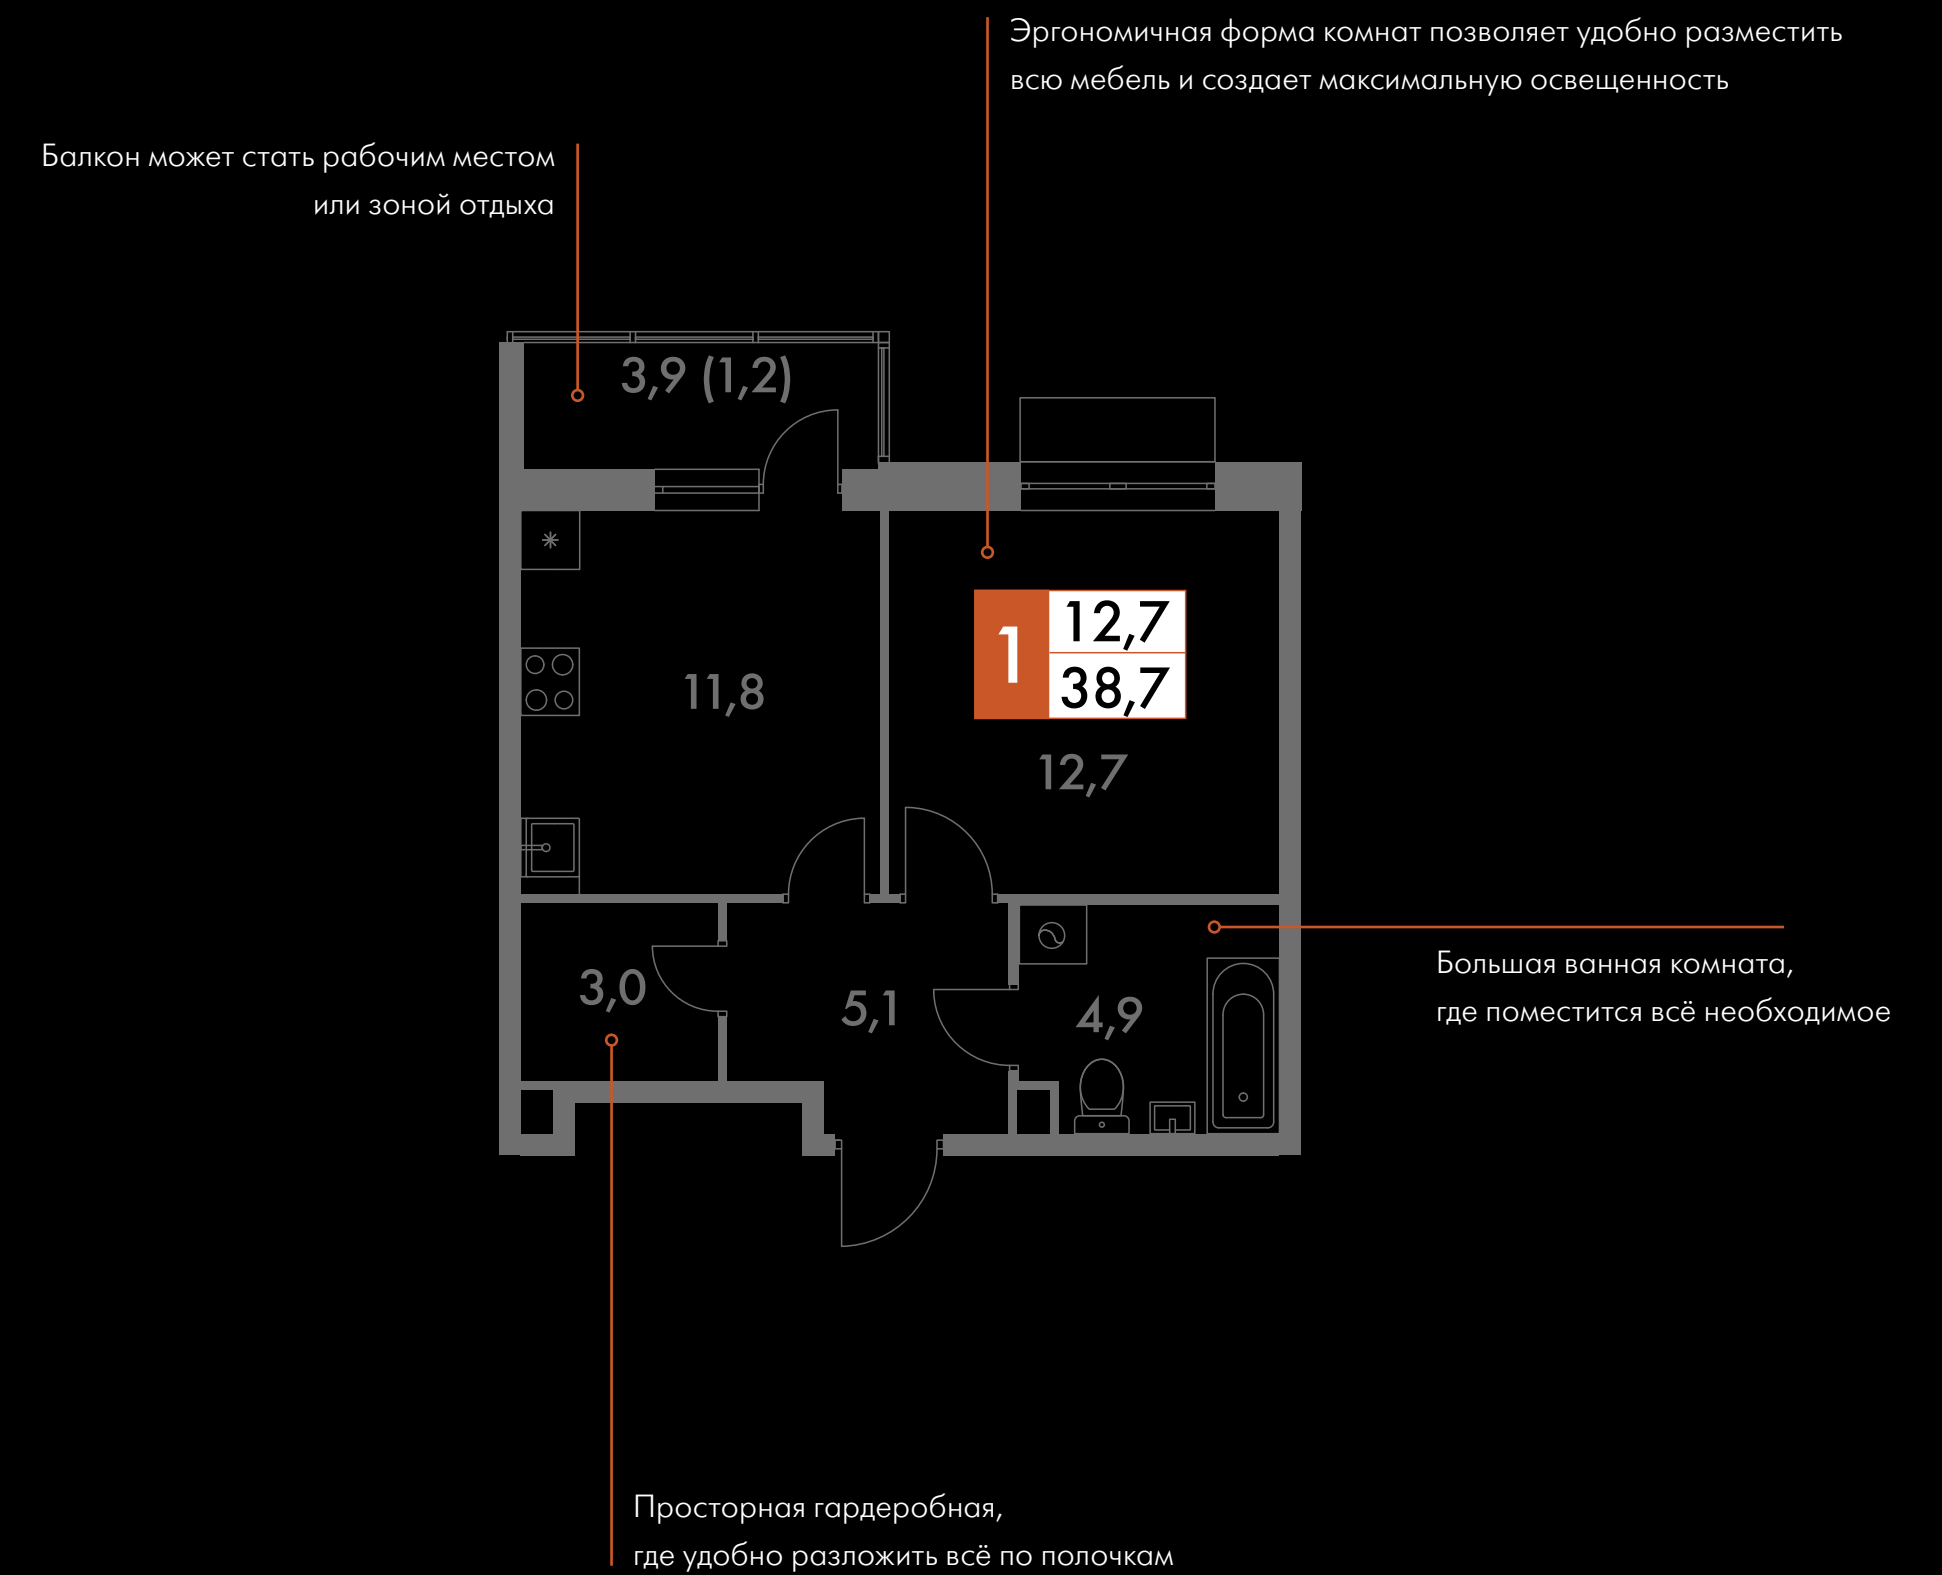 Эргономичная форма комнат позволяет удобно разместить
всю мебель и создает максимальную освещенность
Балкон может стать рабочим местом
или зоной отдыха
3,9 (1,2)
1
12,7
38,7
11,8
12,7
Большая ванная комната,
где поместится всё необходимое
3,0
5,1
4,9
Просторная гардеробная,
где удобно разложить всё по полочкам